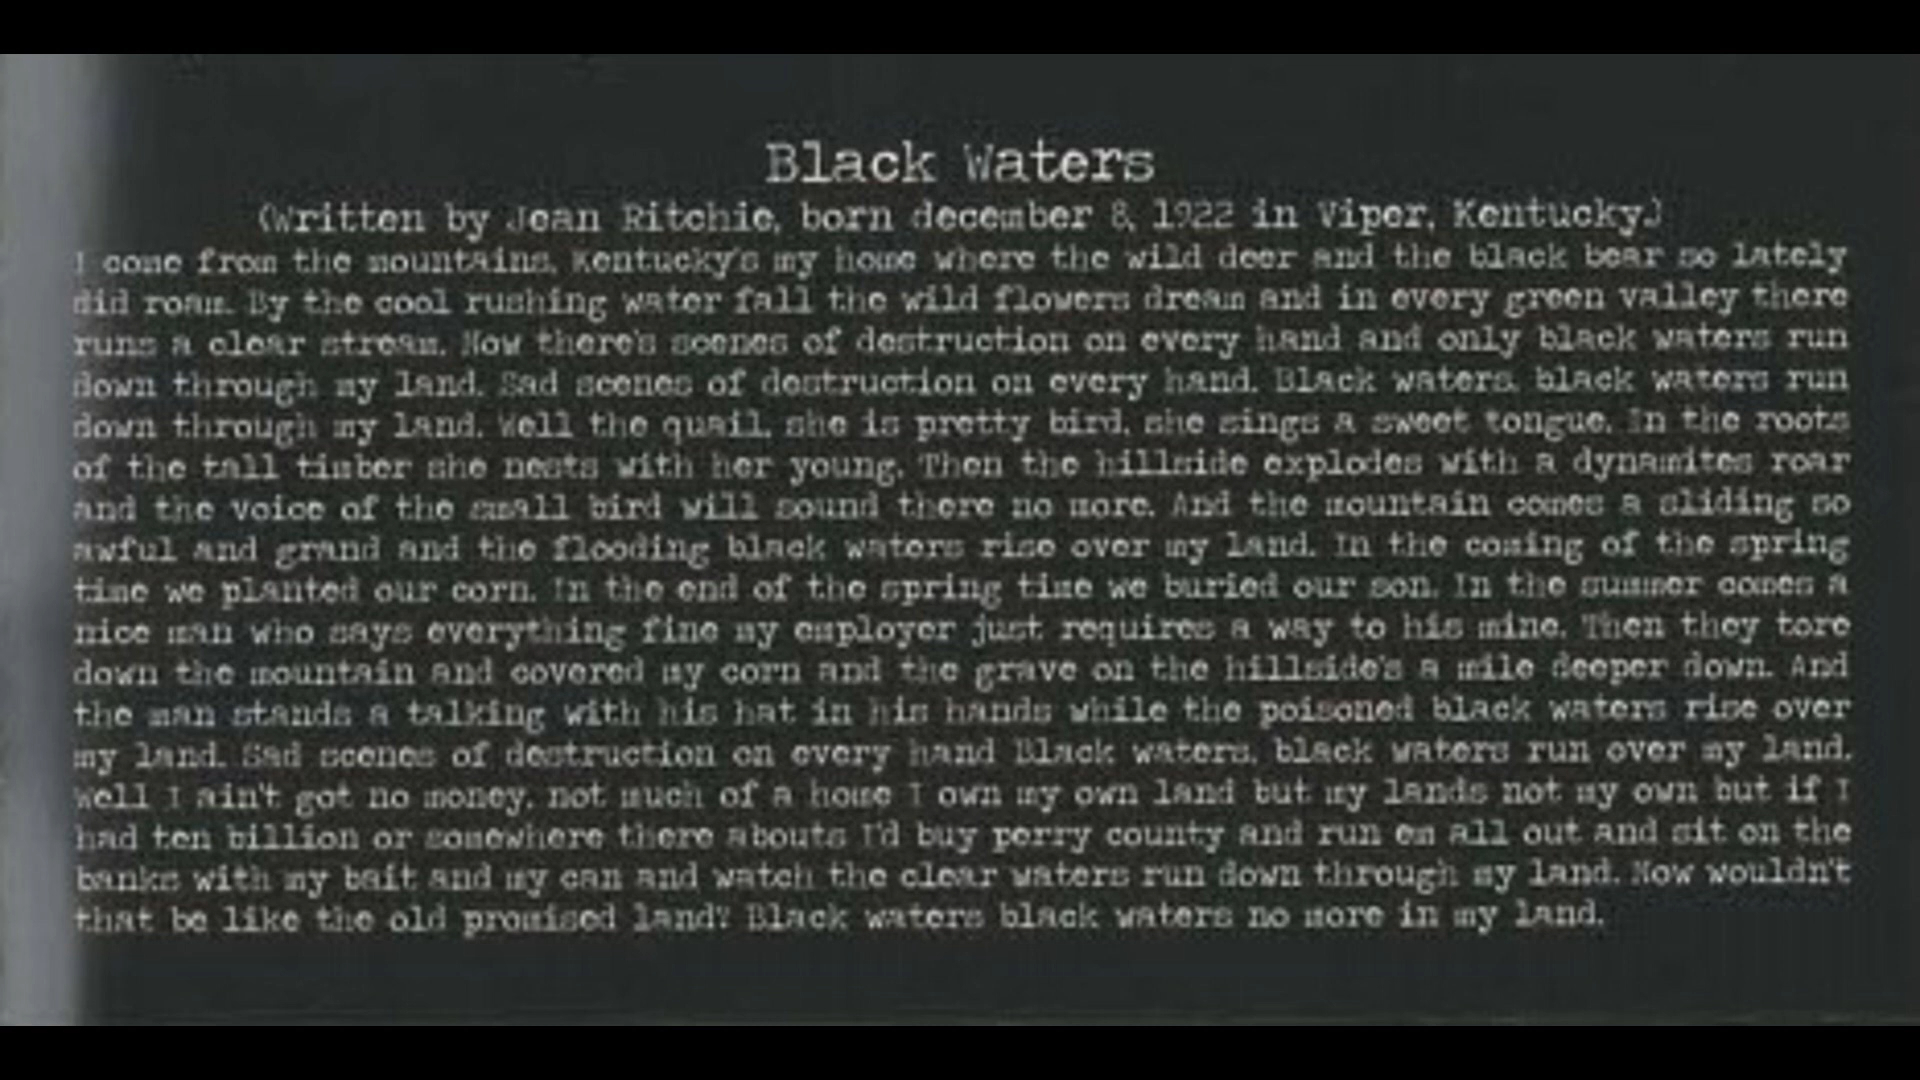 Black Waters
(Written by Jean Ritchie, born december 8, 1922 in Viper, Kentucky.)
I come from the mountains, Kentucky's my home where the wild deer and the black bear so lately
did roam. By the cool rushing water fall the wild flowers dream and in every green valley there
runs a clear stream. Now there's scenes of destruction on every hand and only black waters run
down through my land. Sad scenes of destruction on every hand. Black waters, black waters run
down through my land. Well the quail, she is pretty bird, she sings a sweet tongue. In the roots
of the tall timber she nests with her young. Then the hillside explodes with a dynamites roar
and the voice of the small bird will sound there no more. And the mountain comes a sliding so
awful and grand and the flooding black waters rise over my land. In the coming of the spring
time we planted our corn. In the end of the spring time we buried our son. In the summer comes a
nice man who says everything fine my employer just requires a way to his mine. Then they tore
down the mountain and covered my corn and the grave on the hillside's a mile deeper down. And
the man stands a talking with his hat in his hands while the poisoned black waters rise over
my land. Sad scenes of destruction on every hand Black waters, black waters run over my land.
Well I ain't got no money, not much of a home I own my own land but my lands not my own but if I
had ten billion or somewhere there abouts I'd buy perry county and run em all out and sit on the
banks with my bait and my can and watch the clear waters run down through my land. Now wouldn't
that be like the old promised land? Black waters black waters no more in my land.